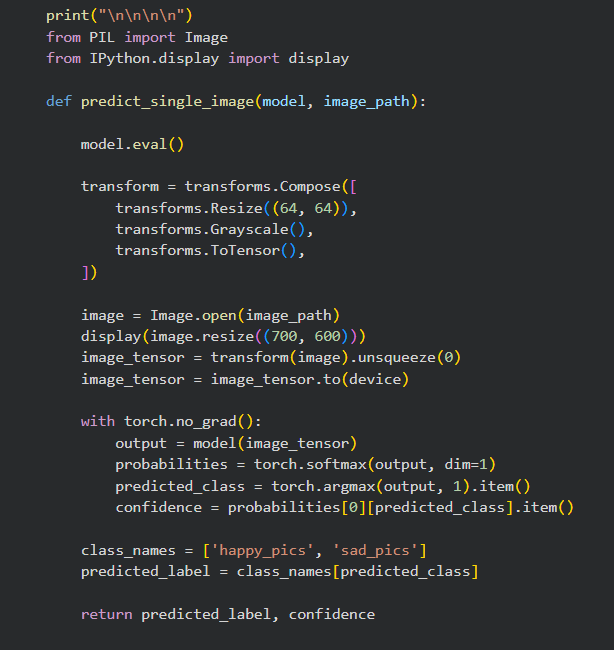 print("\n\n\n\n")
from PIL import Image
from IPython.display import display

def predict_single_image(model, image_path):

    model.eval()

    transform = transforms.Compose([
        transforms.Resize((64, 64)),
        transforms.Grayscale(),
        transforms.ToTensor(),
    ])

    image = Image.open(image_path)
    display(image.resize((700, 600)))
    image_tensor = transform(image).unsqueeze(0)
    image_tensor = image_tensor.to(device)

    with torch.no_grad():
        output = model(image_tensor)
        probabilities = torch.softmax(output, dim=1)
        predicted_class = torch.argmax(output, 1).item()
        confidence = probabilities[0][predicted_class].item()

    class_names = ['happy_pics', 'sad_pics']
    predicted_label = class_names[predicted_class]

    return predicted_label, confidence